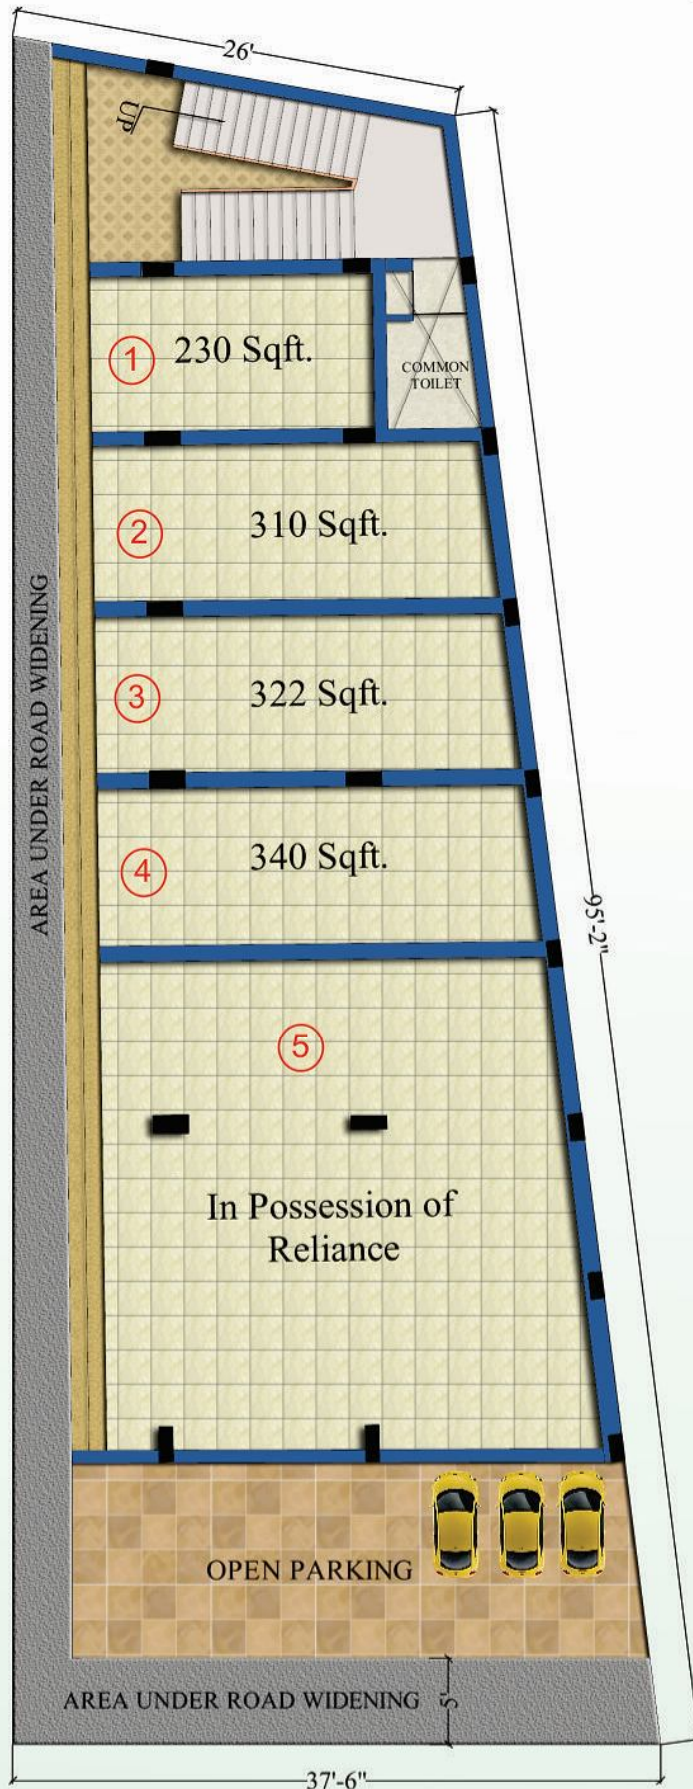 26'
UP
1
230 Sqft.
COMMON
TOILET
2
310 Sqft.
3
322 Sqft.
AREA UNDER ROAD WIDENING
4
340 Sqft.
95'-2"
5
In Possession of
Reliance
OPEN PARKING
AREA UNDER ROAD WIDENING
5'
37'-6"